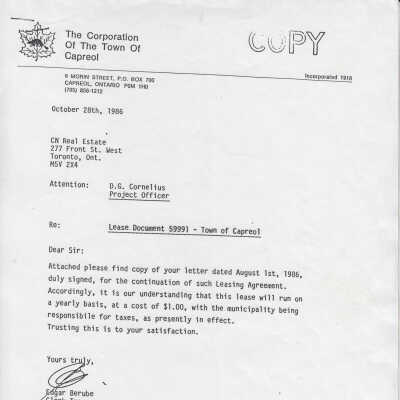 The Corporation
Of The Town Of
Capreol
COPY
9 MORIN STREET, P.O. BOX 700
CAPREOL, ONTARIO P0M 1H0
(705) 858-1212
Incorporated 1918
October 28th, 1986
CN Real Estate
277 Front St. West
Toronto, Ont.
M5V 2X4
Attention: D.G. Cornelius
Project Officer
Re: Lease Document 59991 - Town of Capreol
Dear Sir:
Attached please find copy of your letter dated August 1st, 1986,
duly signed, for the continuation of such Leasing Agreement.
Accordingly, it is our understanding that this lease will run on
a yearly basis, at a cost of $1.00, with the municipality being
responsibile for taxes, as presently in effect.
Trusting this is to your satisfaction.
Yours truly,
Edgar Berube